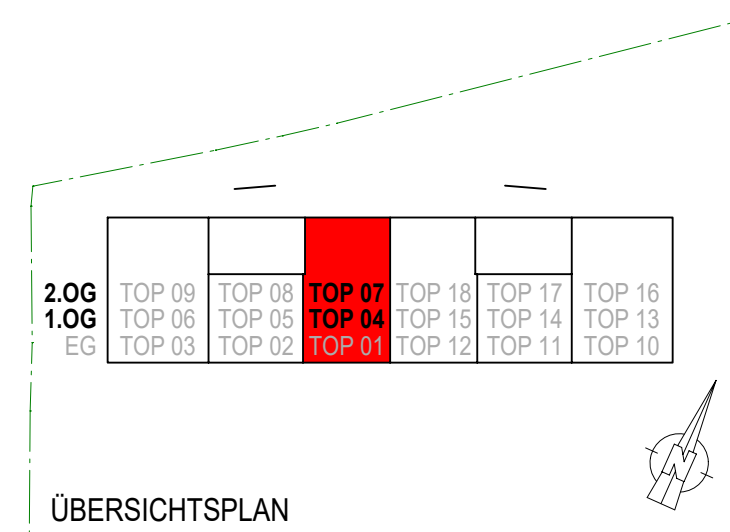 2.OG TOP 09 TOP 08 TOP 07 TOP 18 TOP 17 TOP 16
1.OG TOP 06 TOP 05 TOP 04 TOP 15 TOP 14 TOP 13
EG TOP 03 TOP 02 TOP 01 TOP 12 TOP 11 TOP 10
N
ÜBERSICHTSPLAN